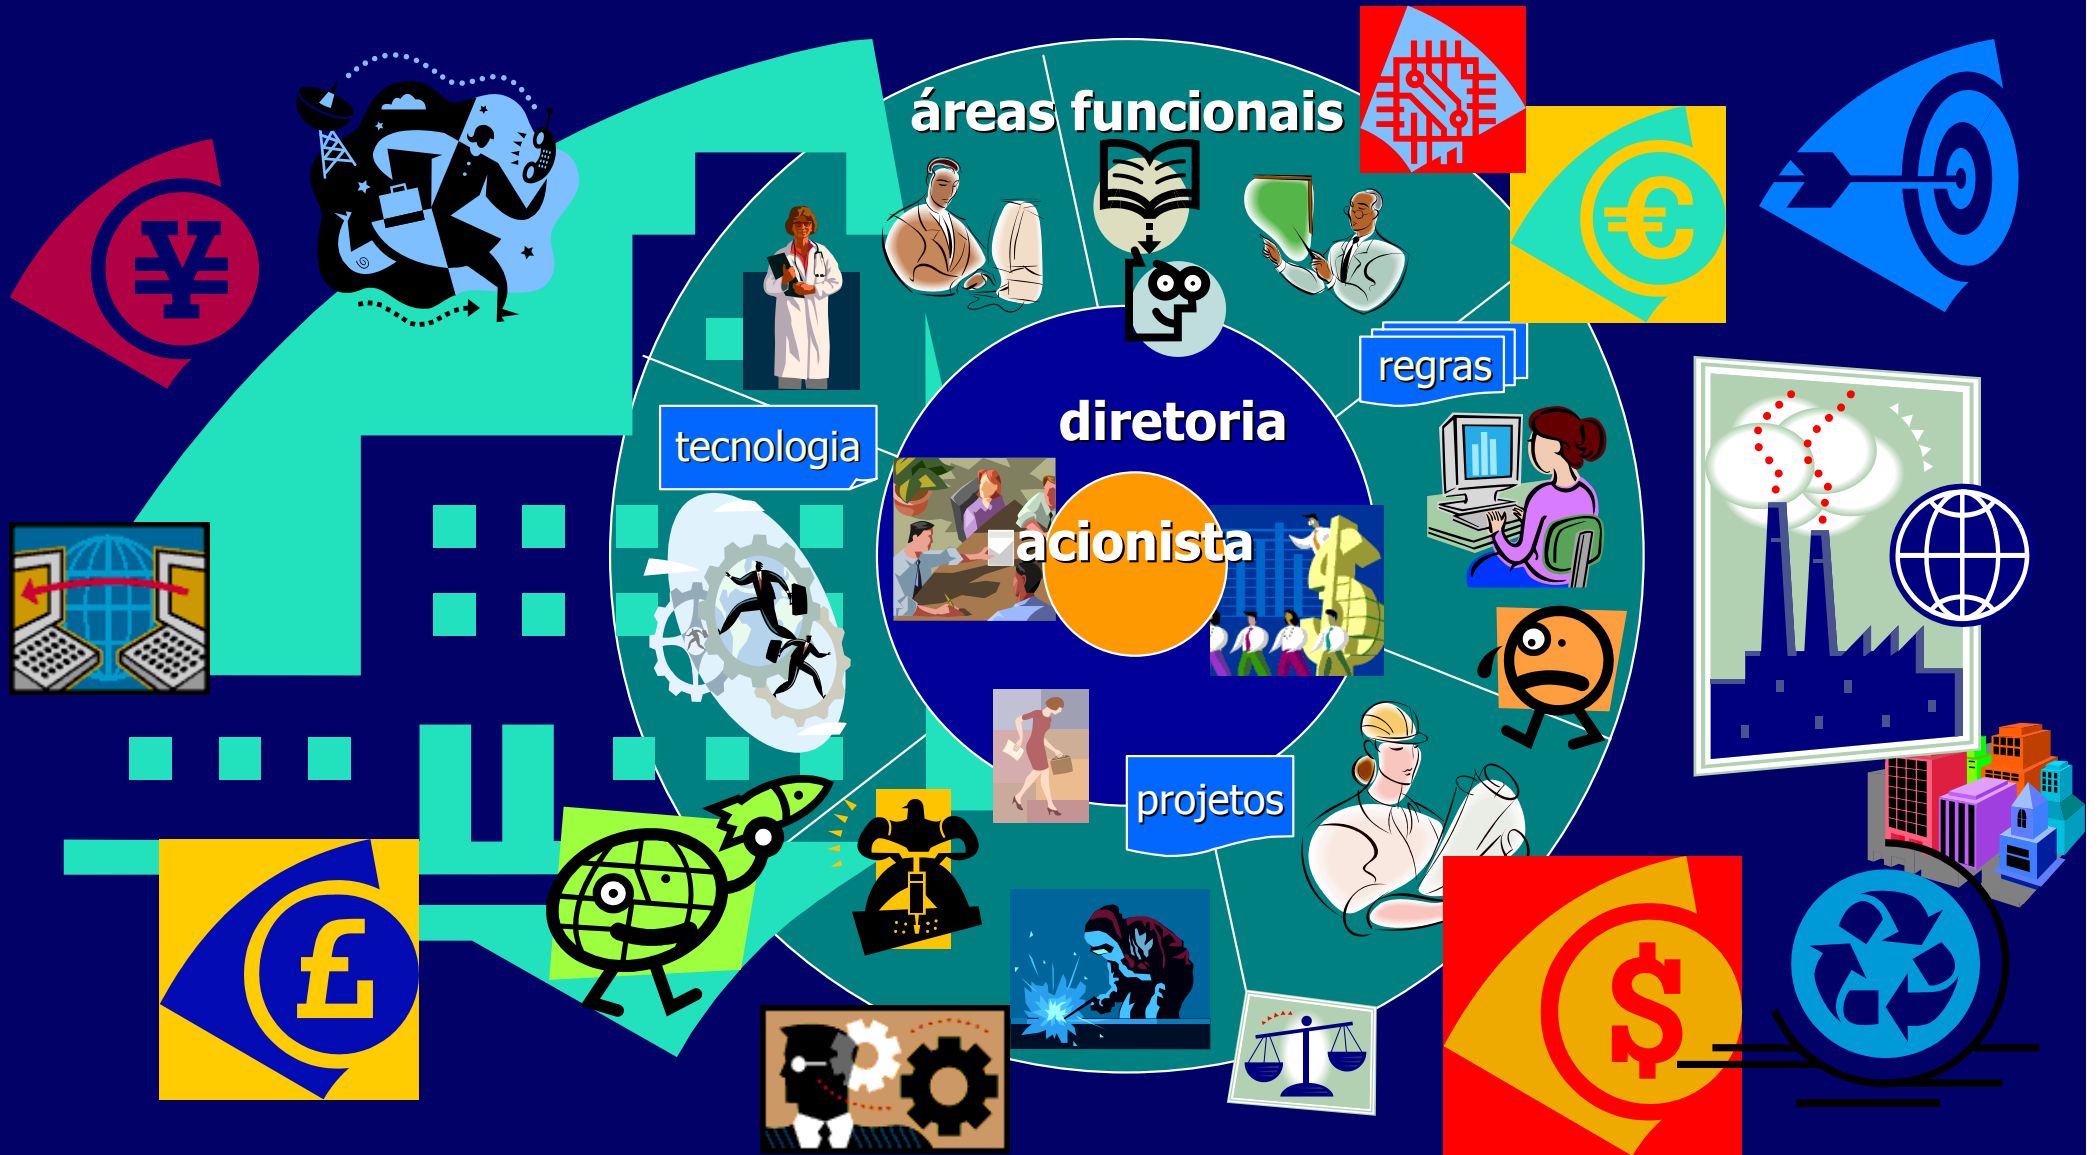 áreas funcionais
regras
diretoria
tecnologia
acionista
projetos
¥
€
£
$